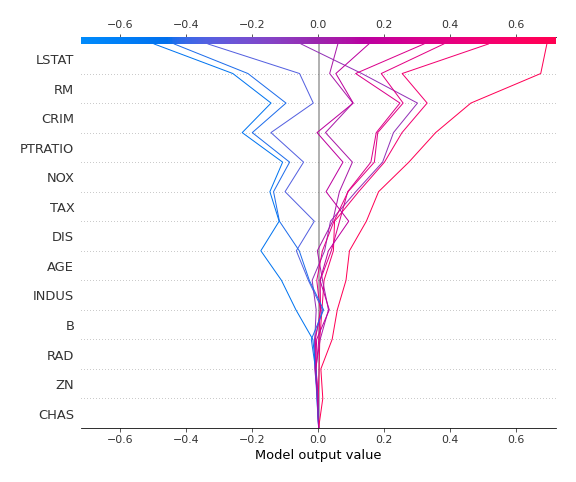 −0.6 −0.4 −0.2 0.0 0.2 0.4 0.6
LSTAT
RM
CRIM
PTRATIO
NOX
TAX
DIS
AGE
INDUS
B
RAD
ZN
CHAS
−0.6 −0.4 −0.2 0.0 0.2 0.4 0.6
Model output value